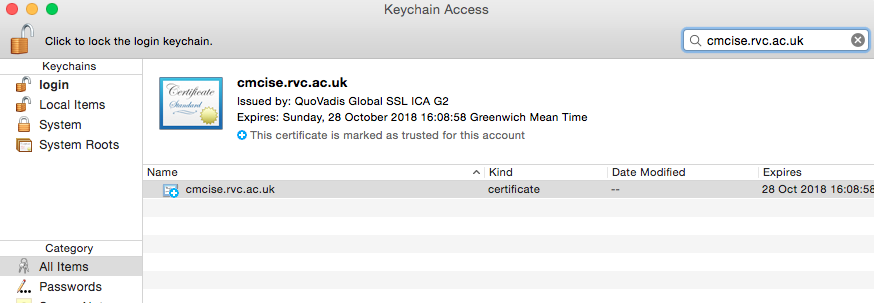 Keychain Access
Click to lock the login keychain.
cmcise.rvc.ac.uk
Keychains
login
Local Items
System
System Roots
Certificate
Standard
cmcise.rvc.ac.uk
Issued by: QuoVadis Global SSL ICA G2
Expires: Sunday, 28 October 2018 16:08:58 Greenwich Mean Time
This certificate is marked as trusted for this account
Name Kind Date Modified Expires
cmcise.rvc.ac.uk certificate -- 28 Oct 2018 16:08:58
Category
All Items
Passwords